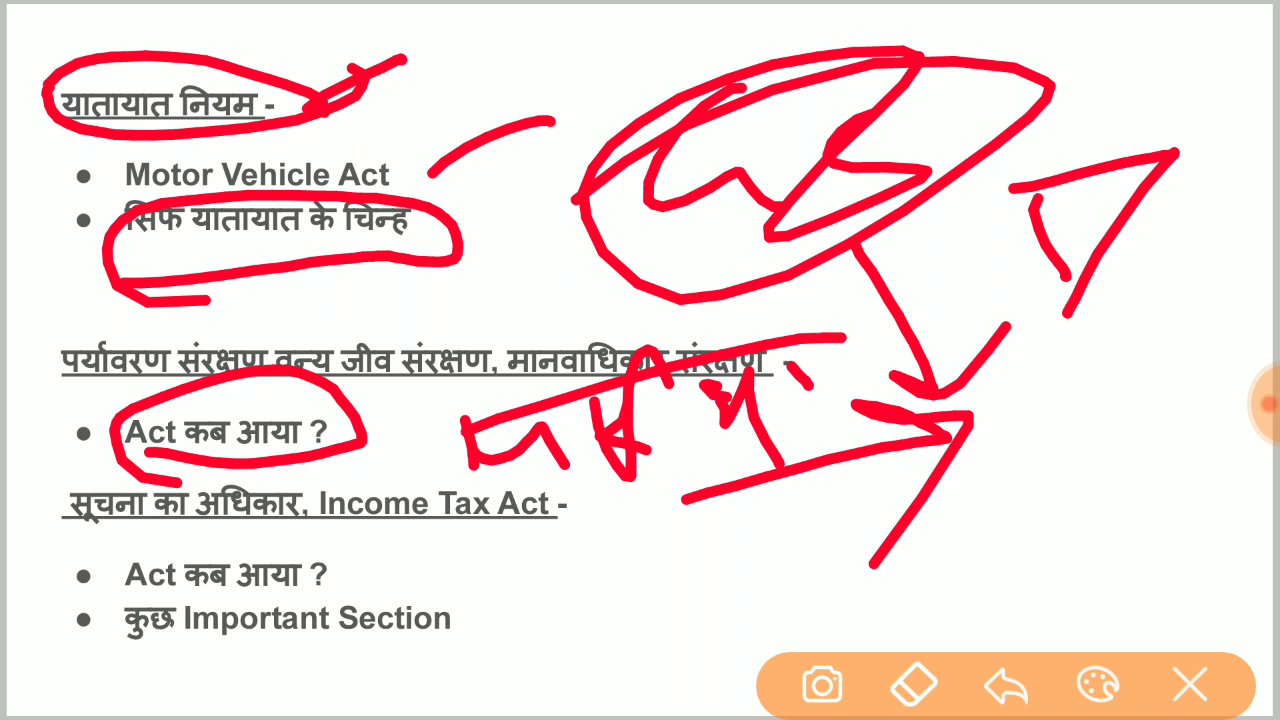 यातायात नियम -
● Motor Vehicle Act
● सिर्फ यातायात के चिन्ह
पर्यावरण संरक्षण वन्य जीव संरक्षण, मानवाधिकार संरक्षण -
● Act कब आया ?
सूचना का अधिकार, Income Tax Act -
● Act कब आया ?
● कुछ Important Section